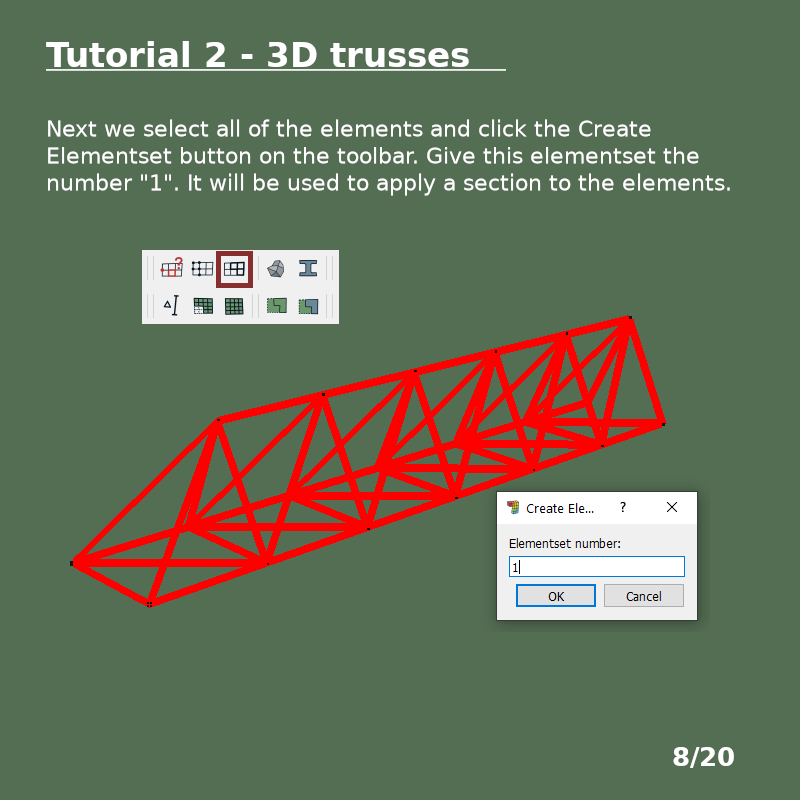 Tutorial 2 - 3D trusses
Next we select all of the elements and click the Create
Elementset button on the toolbar. Give this elementset the
number "1". It will be used to apply a section to the elements.
?
Create Ele... ?
Elementset number:
1
OK Cancel
8/20